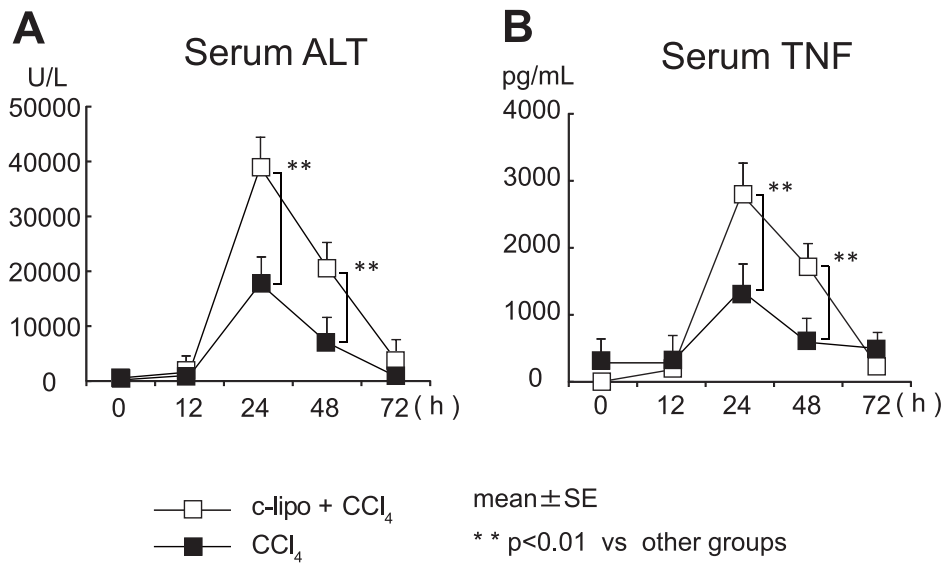 A
Serum ALT
U/L
50000
40000
30000
20000
10000
0
**
**
0 12 24 48 72 ( h )
B
Serum TNF
pg/mL
4000
3000
2000
1000
0
**
**
0 12 24 48 72 ( h )
c-lipo + CCl₄
CCl₄
mean±SE
* * p<0.01 vs other groups